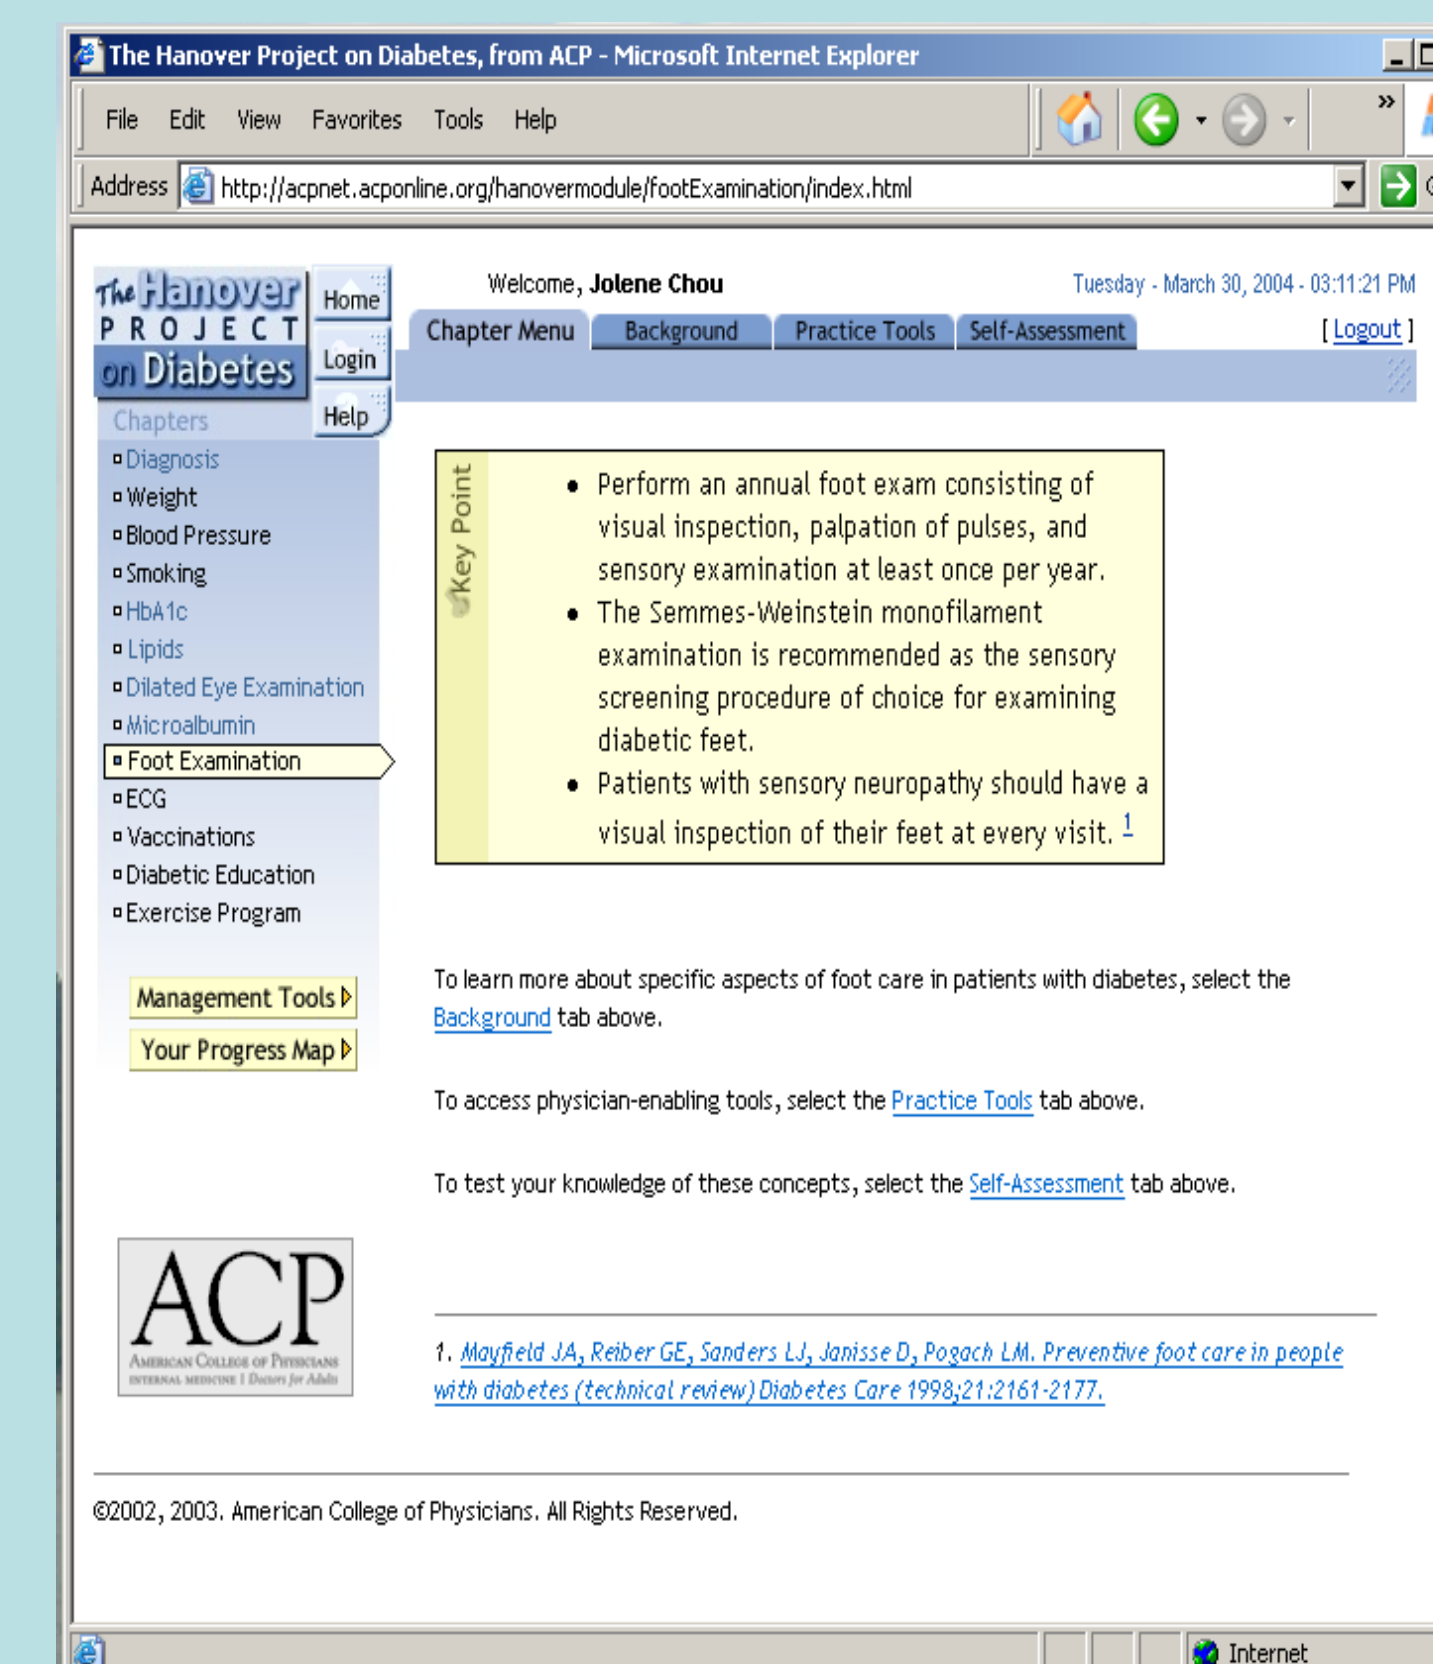 The Hanover Project on Diabetes, from ACP - Microsoft Internet Explorer
File Edit View Favorites Tools Help
»
Address http://acpnet.acponline.org/hanovermodule/footExamination/index.html
The Hanover
PROJECT
on Diabetes
Home
Login
Help
Welcome, Jolene Chou
Tuesday - March 30, 2004 - 03:11:21 PM
Chapter Menu Background Practice Tools Self-Assessment
[ Logout ]
Chapters
Diagnosis
Weight
Blood Pressure
Smoking
HbA1c
Lipids
Dilated Eye Examination
Microalbumin
Foot Examination
ECG
Vaccinations
Diabetic Education
Exercise Program
Management Tools
Your Progress Map
Key Point
• Perform an annual foot exam consisting of
visual inspection, palpation of pulses, and
sensory examination at least once per year.
• The Semmes-Weinstein monofilament
examination is recommended as the sensory
screening procedure of choice for examining
diabetic feet.
• Patients with sensory neuropathy should have a
visual inspection of their feet at every visit. 1
To learn more about specific aspects of foot care in patients with diabetes, select the
Background tab above.
To access physician-enabling tools, select the Practice Tools tab above.
To test your knowledge of these concepts, select the Self-Assessment tab above.
ACP
AMERICAN COLLEGE OF PHYSICIANS
INTERNAL MEDICINE | Doctors for Adults
1. Mayfield JA, Reiber GE, Sanders LJ, Janisse D, Pogach LM. Preventive foot care in people
with diabetes (technical review) Diabetes Care 1998;21:2161-2177.
©2002, 2003. American College of Physicians. All Rights Reserved.
Internet